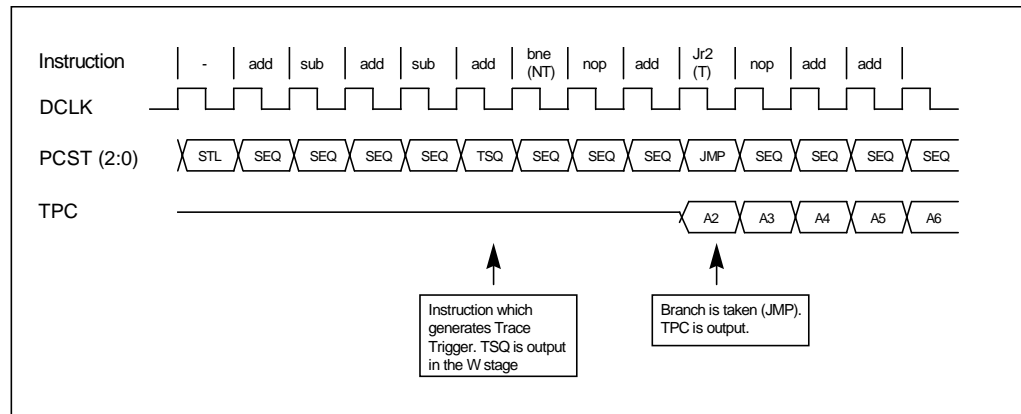 Instruction - add sub add sub add bne (NT) nop add Jr2 (T) nop add add
DCLK
PCST (2:0) STL SEQ SEQ SEQ SEQ TSQ SEQ SEQ SEQ JMP SEQ SEQ SEQ SEQ
TPC A2 A3 A4 A5 A6
Instruction which
generates Trace
Trigger. TSQ is output
in the W stage
Branch is taken (JMP).
TPC is output.